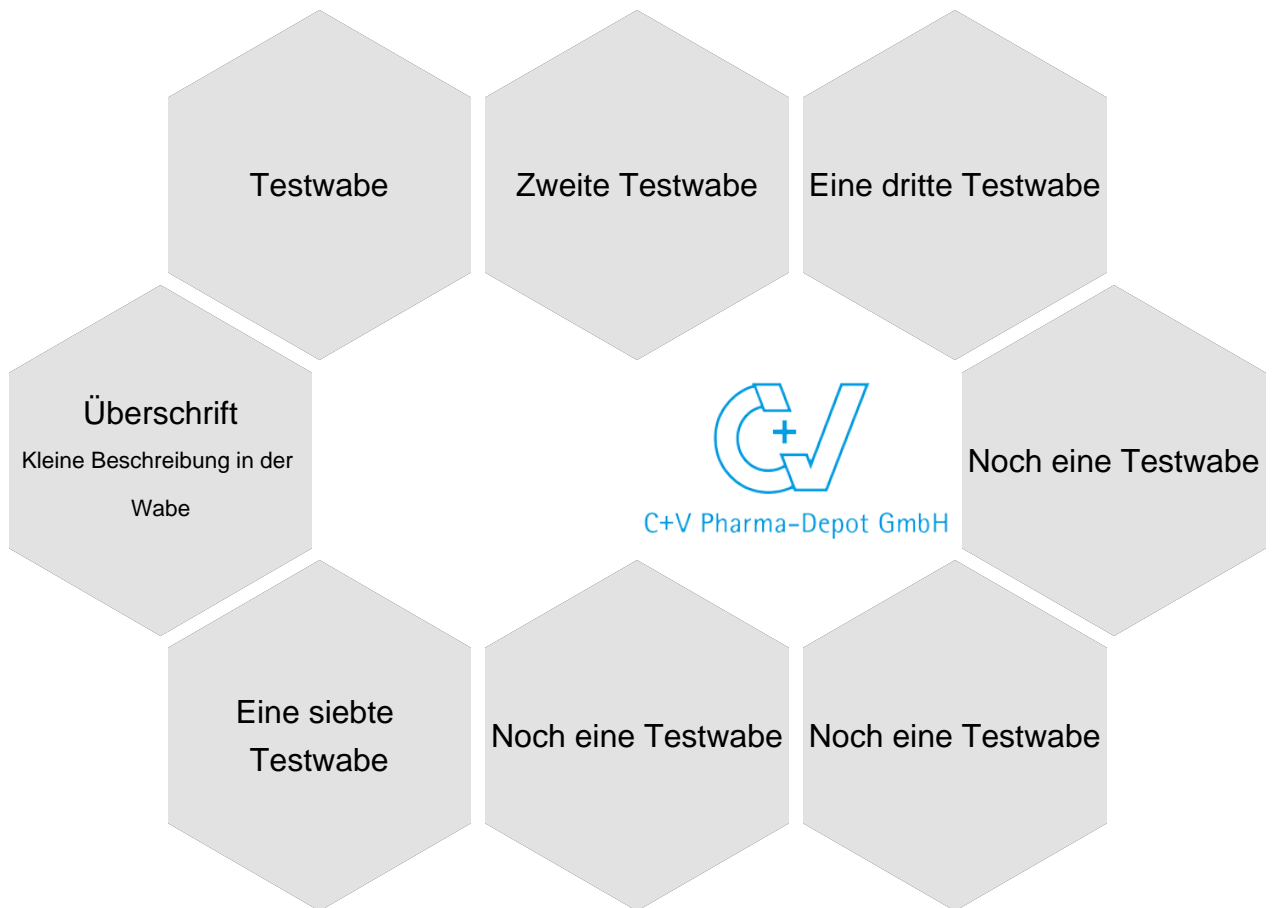 Testwabe
Zweite Testwabe
Eine dritte Testwabe
Überschrift
Kleine Beschreibung in der
Wabe
C+V
C+V Pharma-Depot GmbH
Noch eine Testwabe
Eine siebte
Testwabe
Noch eine Testwabe
Noch eine Testwabe